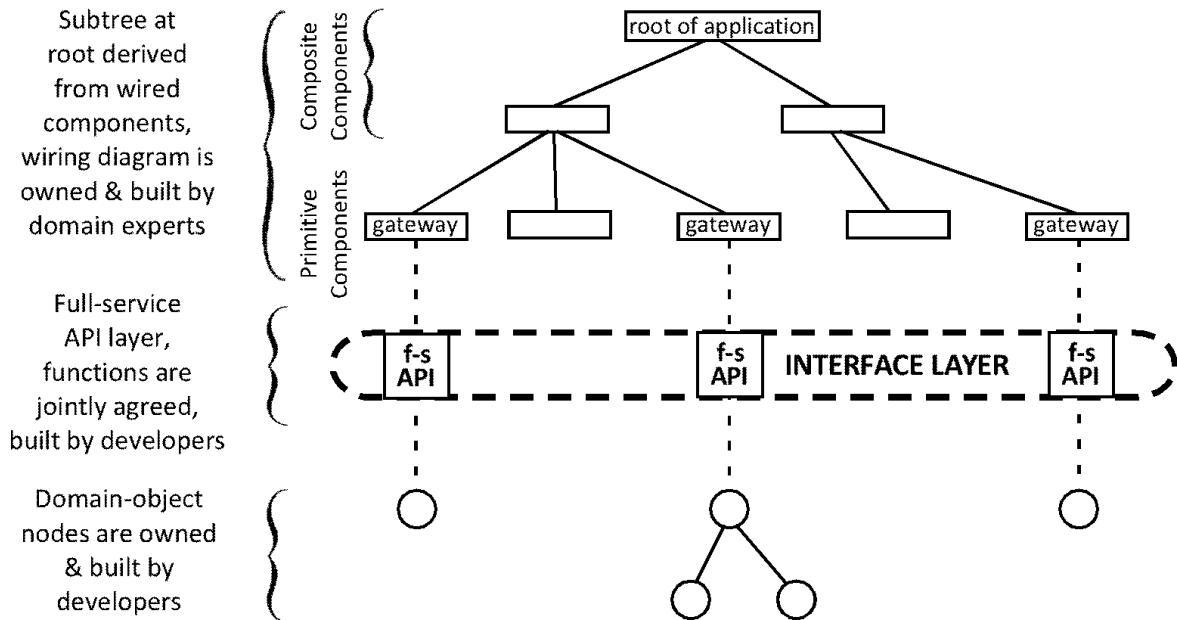 Subtree at
root derived
from wired
components,
wiring diagram is
owned & built by
domain experts
Composite
Components
root of application
Primitive
Components
gateway
gateway
gateway
Full-service
API layer,
functions are
jointly agreed,
built by developers
f-s
API
f-s
API
INTERFACE LAYER
f-s
API
Domain-object
nodes are owned
& built by
developers